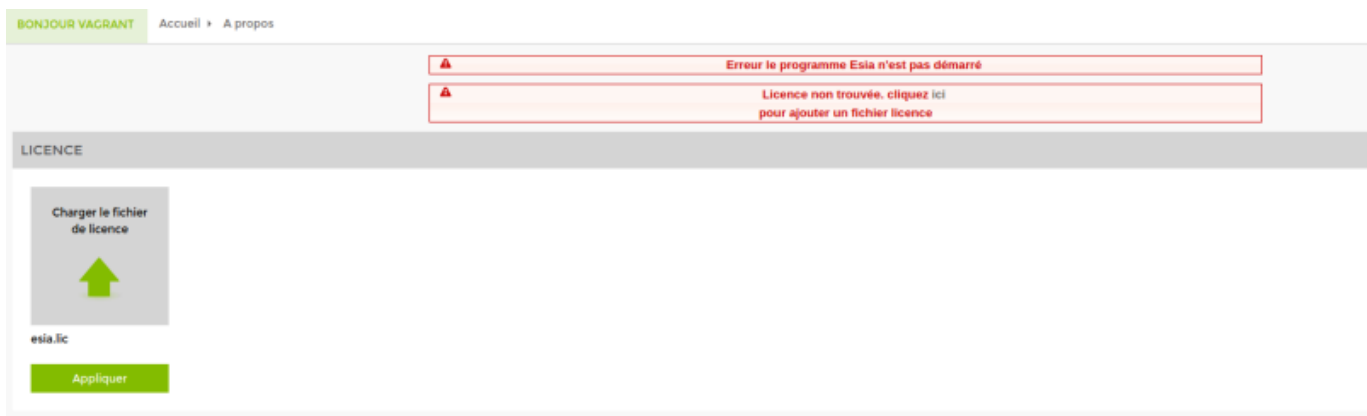 BONJOUR VAGRANT Accueil ▸ A propos
Erreur le programme Esia n'est pas démarré
Licence non trouvée. cliquez ici
pour ajouter un fichier licence
LICENCE
Charger le fichier
de licence
esia.lic
Appliquer